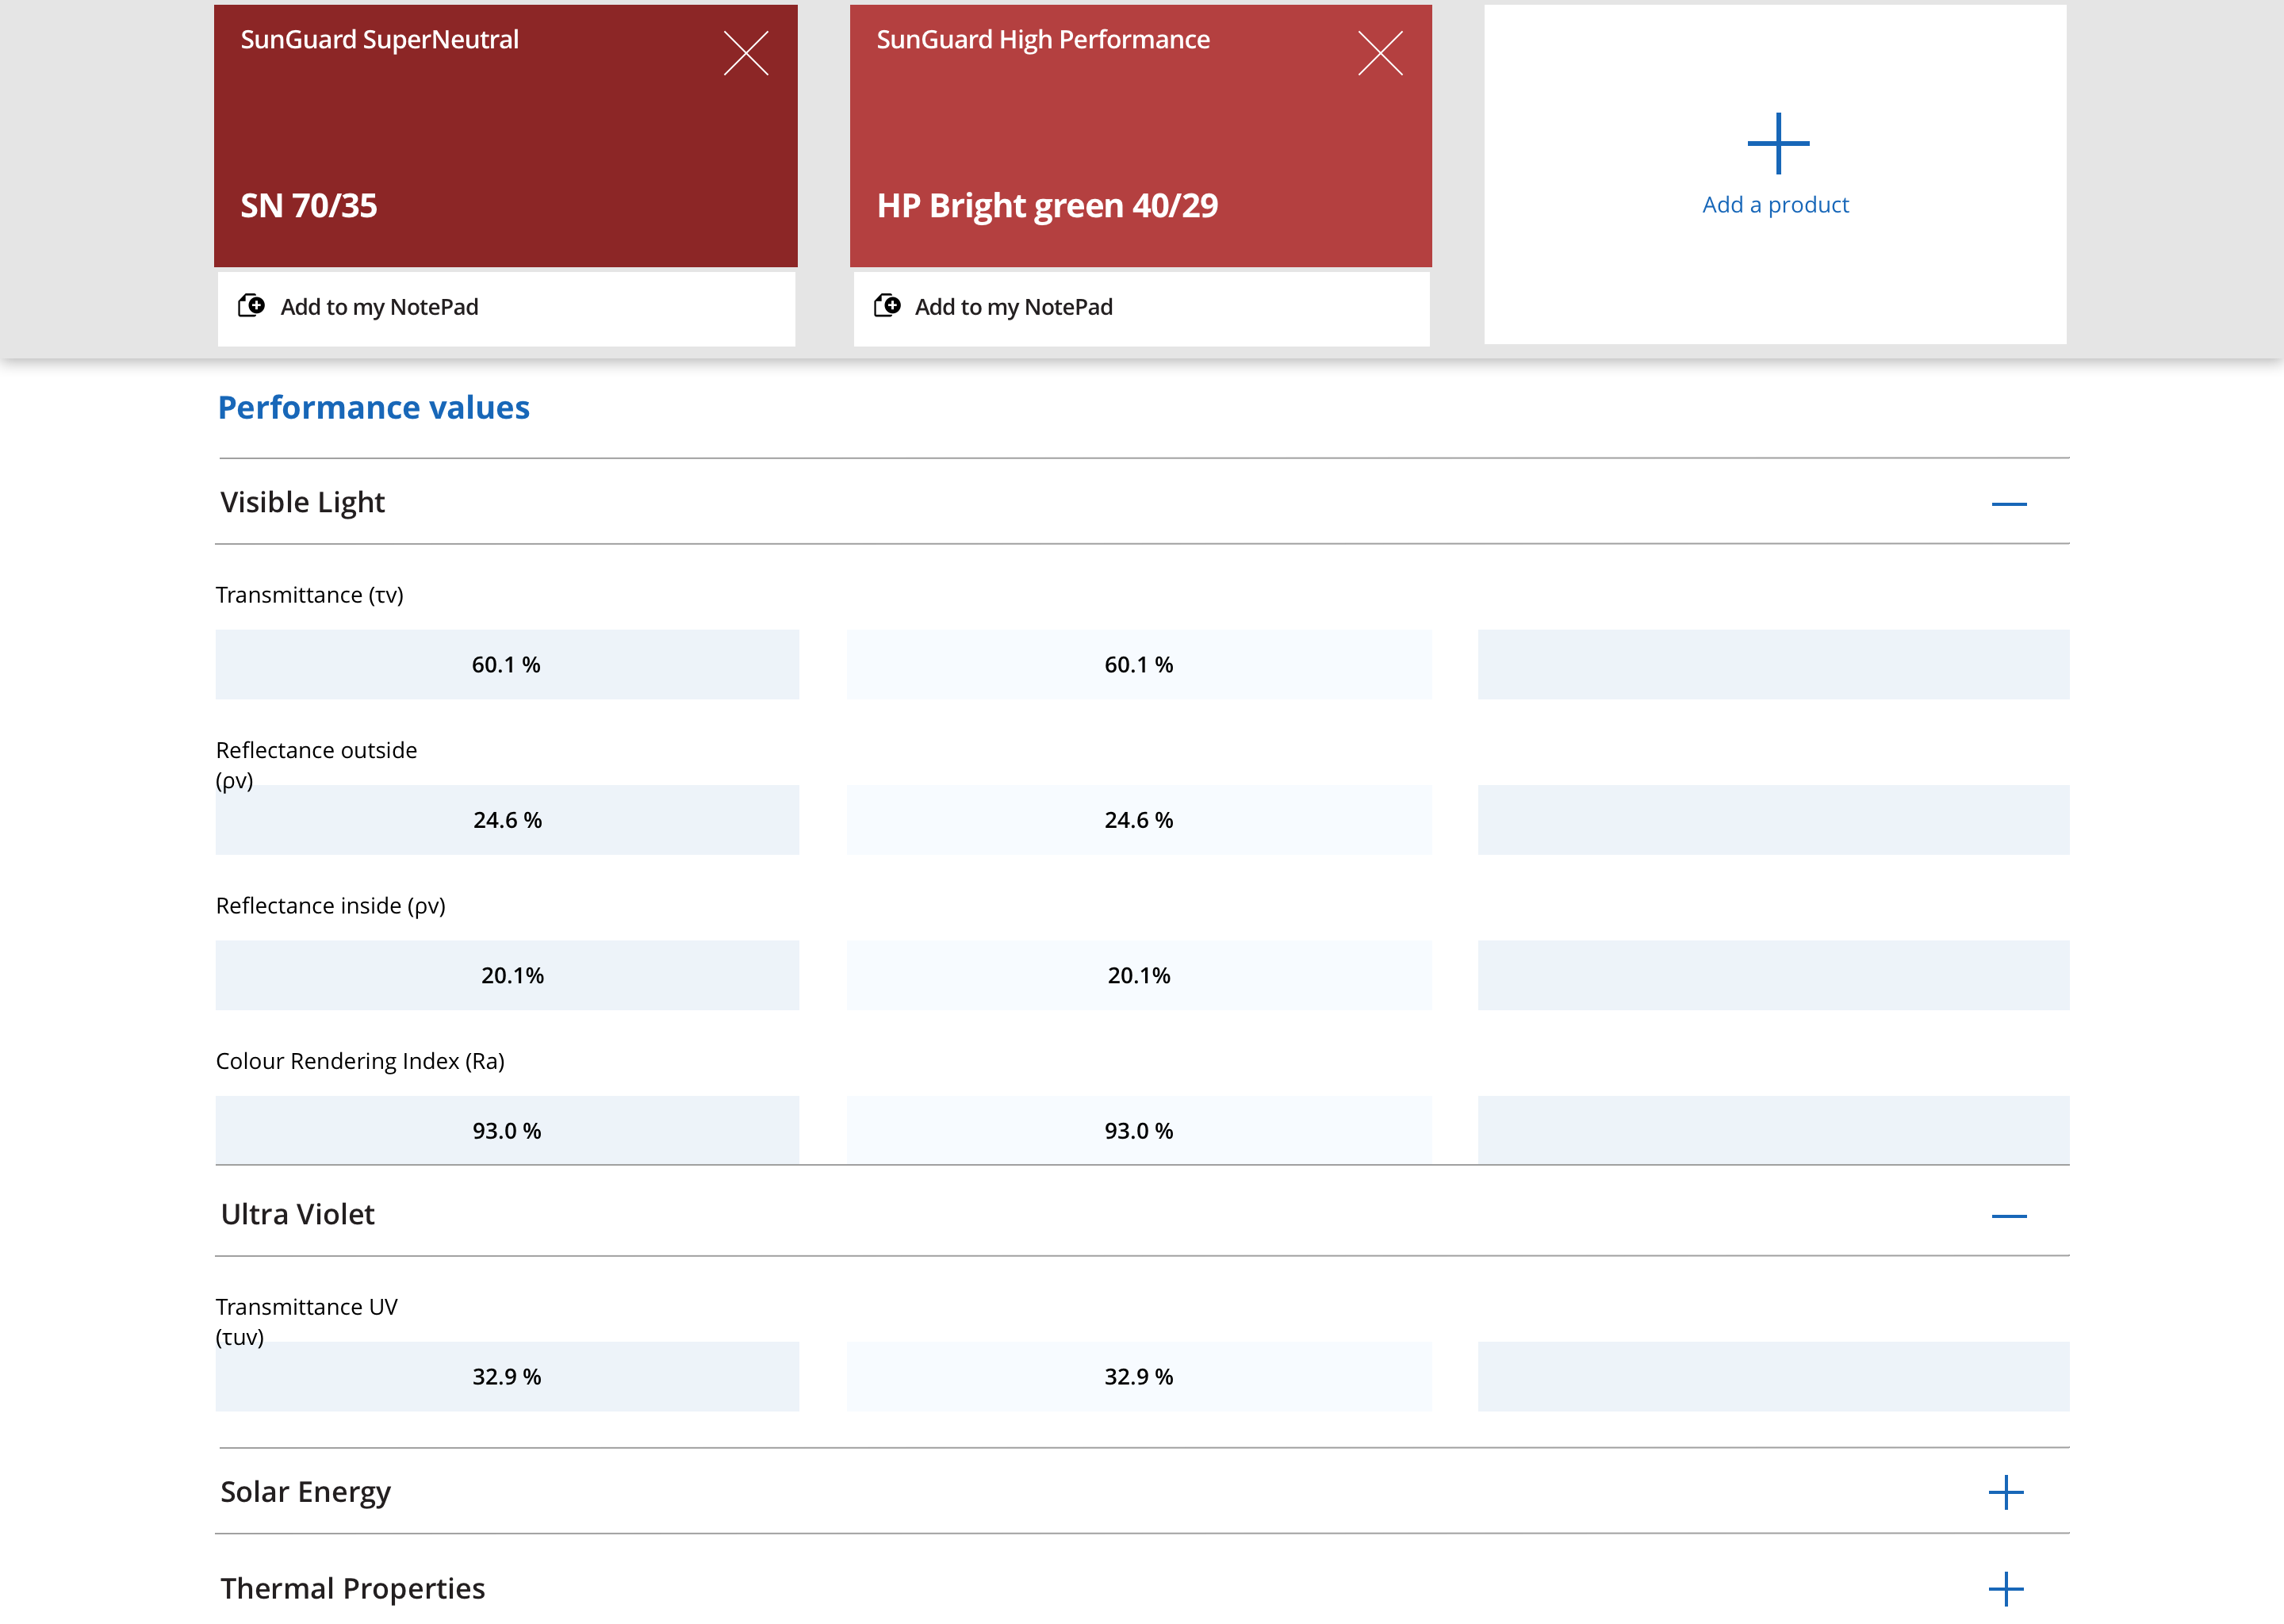 SunGuard SuperNeutral
SN 70/35
Add to my NotePad
SunGuard High Performance
HP Bright green 40/29
Add to my NotePad
Add a product
Performance values
Visible Light
Transmittance (τv)
60.1 % 60.1 %
Reflectance outside
(ρv)
24.6 % 24.6 %
Reflectance inside (ρv)
20.1% 20.1%
Colour Rendering Index (Ra)
93.0 % 93.0 %
Ultra Violet
Transmittance UV
(τuv)
32.9 % 32.9 %
Solar Energy
Thermal Properties